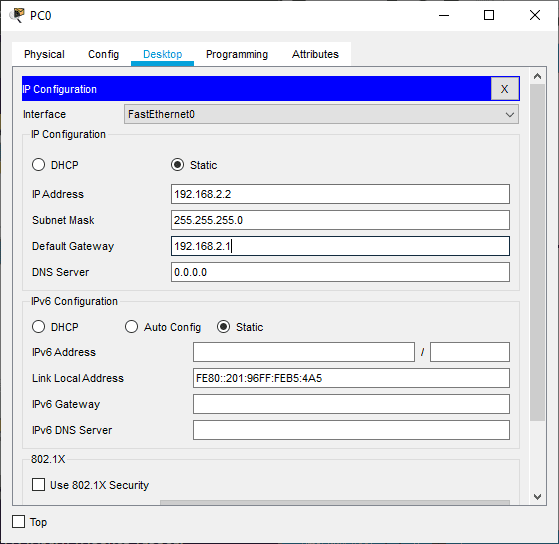 PC0
Physical Config Desktop Programming Attributes
IP Configuration X
Interface FastEthernet0
IP Configuration
DHCP Static
IP Address 192.168.2.2
Subnet Mask 255.255.255.0
Default Gateway 192.168.2.1
DNS Server 0.0.0.0
IPv6 Configuration
DHCP Auto Config Static
IPv6 Address /
Link Local Address FE80::201:96FF:FEB5:4A5
IPv6 Gateway
IPv6 DNS Server
802.1X
Use 802.1X Security
Top